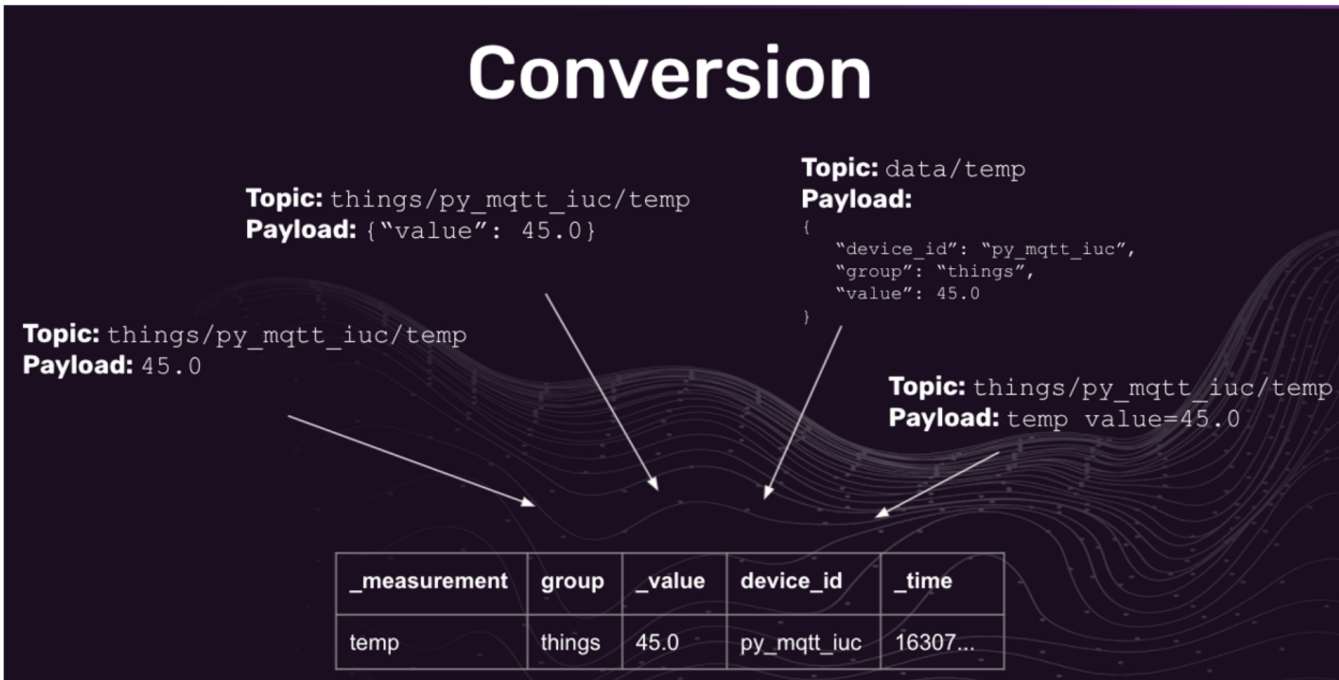 Conversion
Topic: things/py_mqtt_iuc/temp
Payload: 45.0
Topic: things/py_mqtt_iuc/temp
Payload: {“value”: 45.0}
Topic: data/temp
Payload:
{
“device_id”: “py_mqtt_iuc”,
“group”: “things”,
“value”: 45.0
}
Topic: things/py_mqtt_iuc/temp
Payload: temp value=45.0
_measurement group _value device_id _time
temp things 45.0 py_mqtt_iuc 16307...